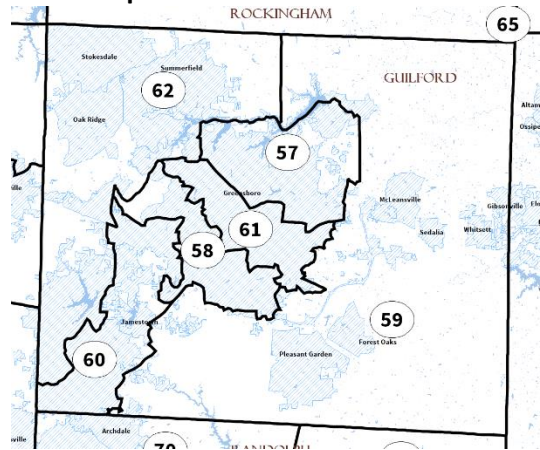 ROCKINGHAM
65
Stokesdale
Summerfield
GUILFORD
62
Oak Ridge
57
Greensboro
McLeansville
61
Sedalia
Whitsett
58
59
Jamestown
Forest Oaks
Pleasant Garden
60
Archdale
RANDOLPH